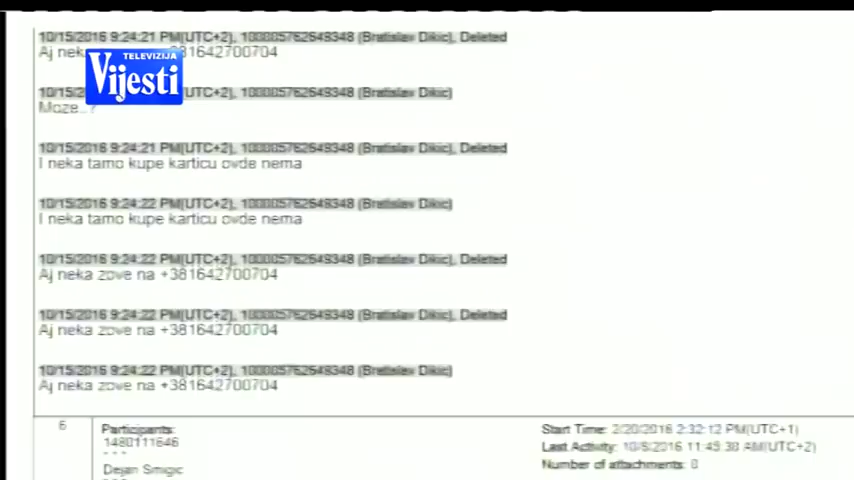 10/15/2016 9:24:21 PM(UTC+2), 100005762649348 (Bratislav Dikic), Deleted
Aj nek 81642700704
TELEVIZIJA
Vijesti
10/15/2 UTC+2), 100005762649348 (Bratislav Dikic)
Moze..?
10/15/2016 9:24:21 PM(UTC+2), 100005762649348 (Bratislav Dikic), Deleted
I neka tamo kupe karticu ovde nema
10/15/2016 9:24:22 PM(UTC+2), 100005762649348 (Bratislav Dikic)
I neka tamo kupe karticu ovde nema
10/15/2016 9:24:22 PM(UTC+2), 100005762649348 (Bratislav Dikic), Deleted
Aj neka zove na +381642700704
10/15/2016 9:24:22 PM(UTC+2), 100005762649348 (Bratislav Dikic), Deleted
Aj neka zove na +381642700704
10/15/2016 9:24:22 PM(UTC+2), 100005762649348 (Bratislav Dikic)
Aj neka zove na +381642700704
6
Participants:
1480111646
Dejan Smigic
Start Time: 2/20/2016 2:32:12 PM(UTC+1)
Last Activity: 10/6/2016 11:45:38 AM(UTC+2)
Number of attachments: 0